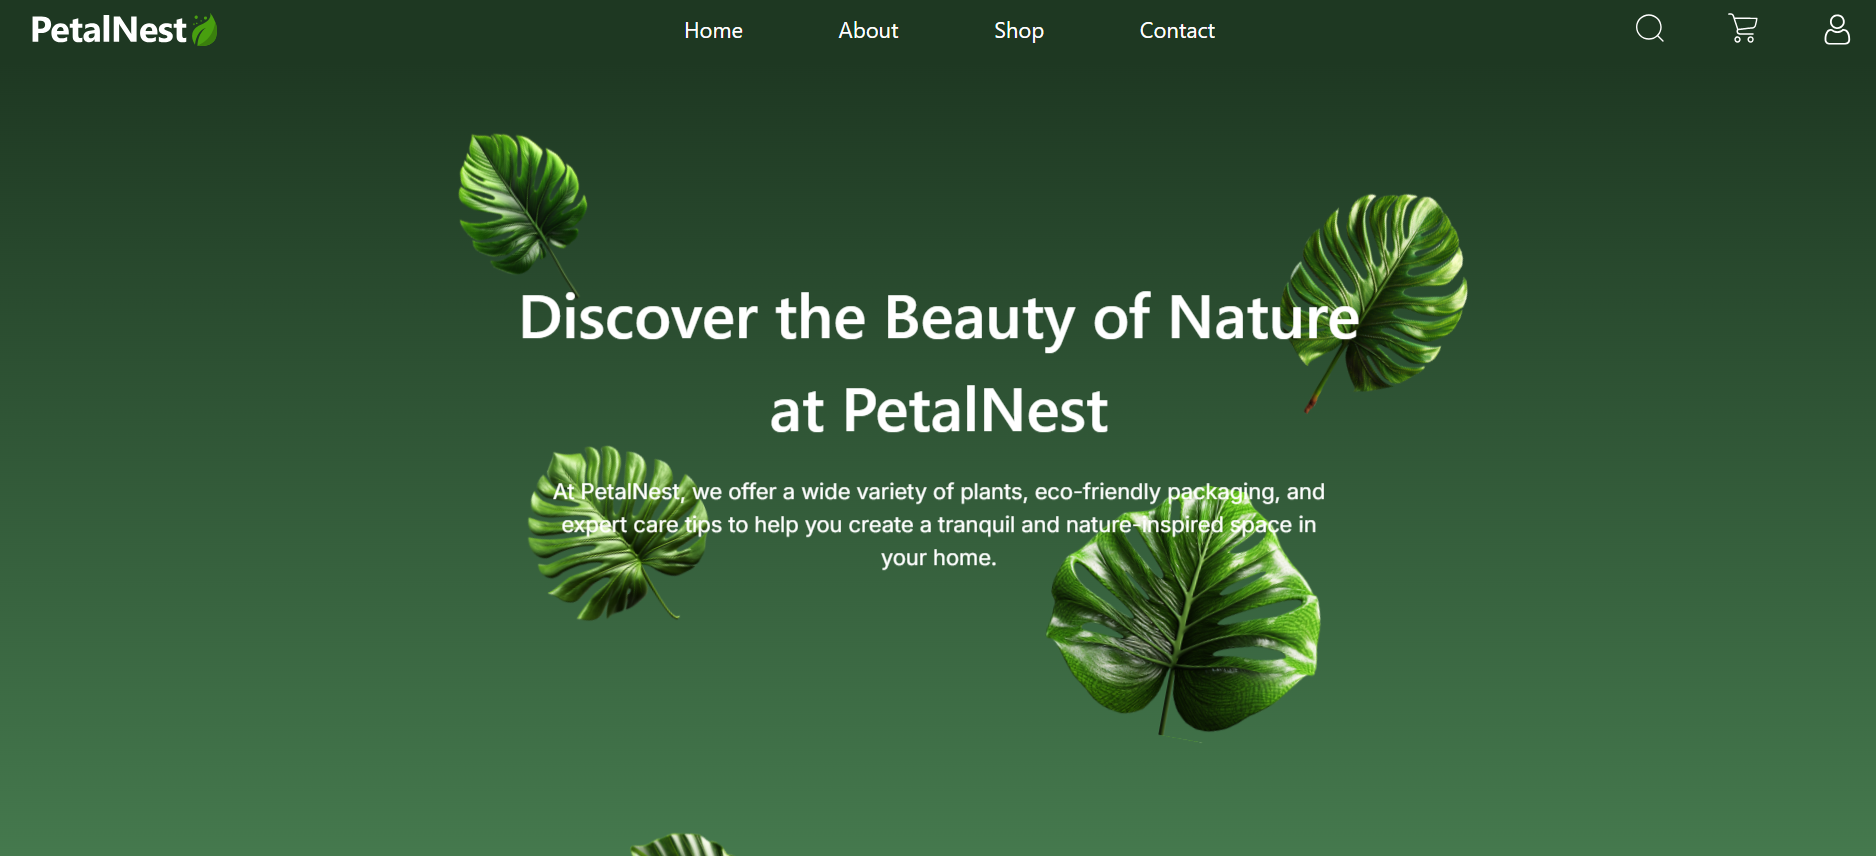 PetalNest
Home
About
Shop
Contact
Discover the Beauty of Nature
at PetalNest
At PetalNest, we offer a wide variety of plants, eco-friendly packaging, and
expert care tips to help you create a tranquil and nature-inspired space in
your home.